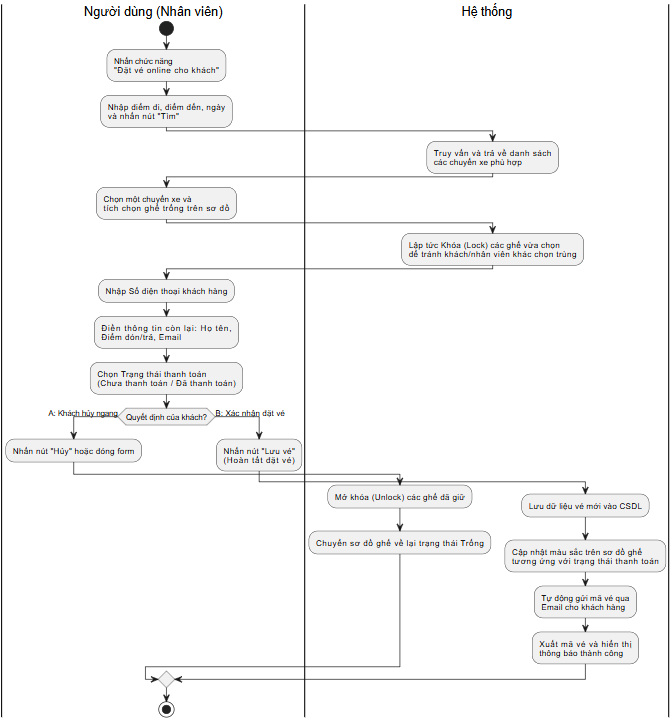 Người dùng (Nhân viên)
Hệ thống
Nhấn chức năng
"Đặt vé online cho khách"
Nhập điểm đi, điểm đến, ngày
và nhấn nút "Tìm"
Truy vấn và trả về danh sách
các chuyến xe phù hợp
Chọn một chuyến xe và
tích chọn ghế trống trên sơ đồ
Lập tức Khóa (Lock) các ghế vừa chọn
để tránh khách/nhân viên khác chọn trùng
Nhập Số điện thoại khách hàng
Điền thông tin còn lại: Họ tên,
Điểm đón/trả, Email
Chọn Trạng thái thanh toán
(Chưa thanh toán / Đã thanh toán)
A: Khách hủy ngang
Quyết định của khách?
B: Xác nhận đặt vé
Nhấn nút "Hủy" hoặc đóng form
Nhấn nút "Lưu vé"
(Hoàn tất đặt vé)
Mở khóa (Unlock) các ghế đã giữ
Lưu dữ liệu vé mới vào CSDL
Chuyển sơ đồ ghế về lại trạng thái Trống
Cập nhật màu sắc trên sơ đồ ghế
tương ứng với trạng thái thanh toán
Tự động gửi mã vé qua
Email cho khách hàng
Xuất mã vé và hiển thị
thông báo thành công